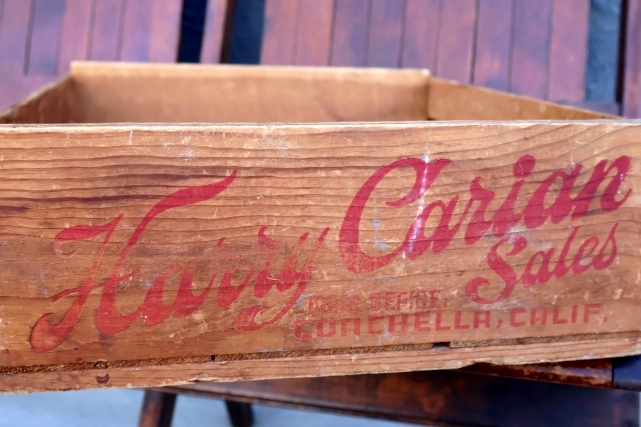 Harry Carian
Sales
COACHELLA, CALIF.